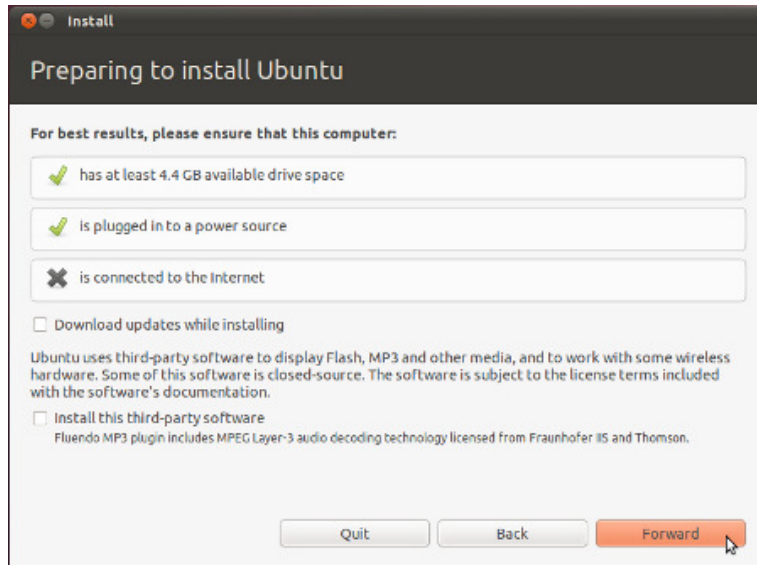 Install
Preparing to install Ubuntu
For best results, please ensure that this computer:
has at least 4.4 GB available drive space
is plugged in to a power source
is connected to the Internet
Download updates while installing
Ubuntu uses third-party software to display Flash, MP3 and other media, and to work with some wireless
hardware. Some of this software is closed-source. The software is subject to the license terms included
with the software's documentation.
Install this third-party software
Fluendo MP3 plugin includes MPEG Layer-3 audio decoding technology licensed from Fraunhofer IIS and Thomson.
Quit Back Forward